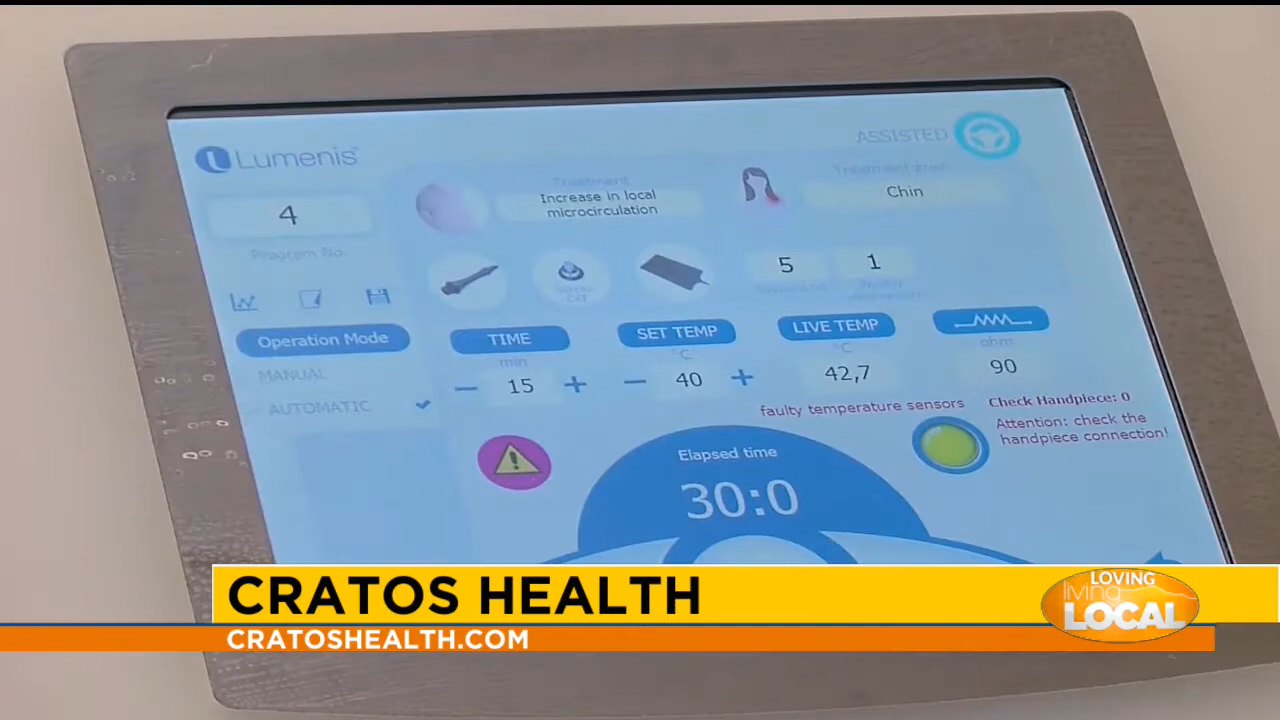 Lumenis
ASSISTED
4
Program No.
Treatment
Increase in local
microcirculation
Treatment area
Chin
5
1
Operation Mode
MANUAL
AUTOMATIC
TIME
min
15
SET TEMP
°C
40
LIVE TEMP
°C
42,7
ohm
90
faulty temperature sensors
Check Handpiece: 0
Attention: check the
handpiece connection!
Elapsed time
30:0
CRATOS HEALTH
CRATOSHEALTH.COM
LOVING
living
LOCAL